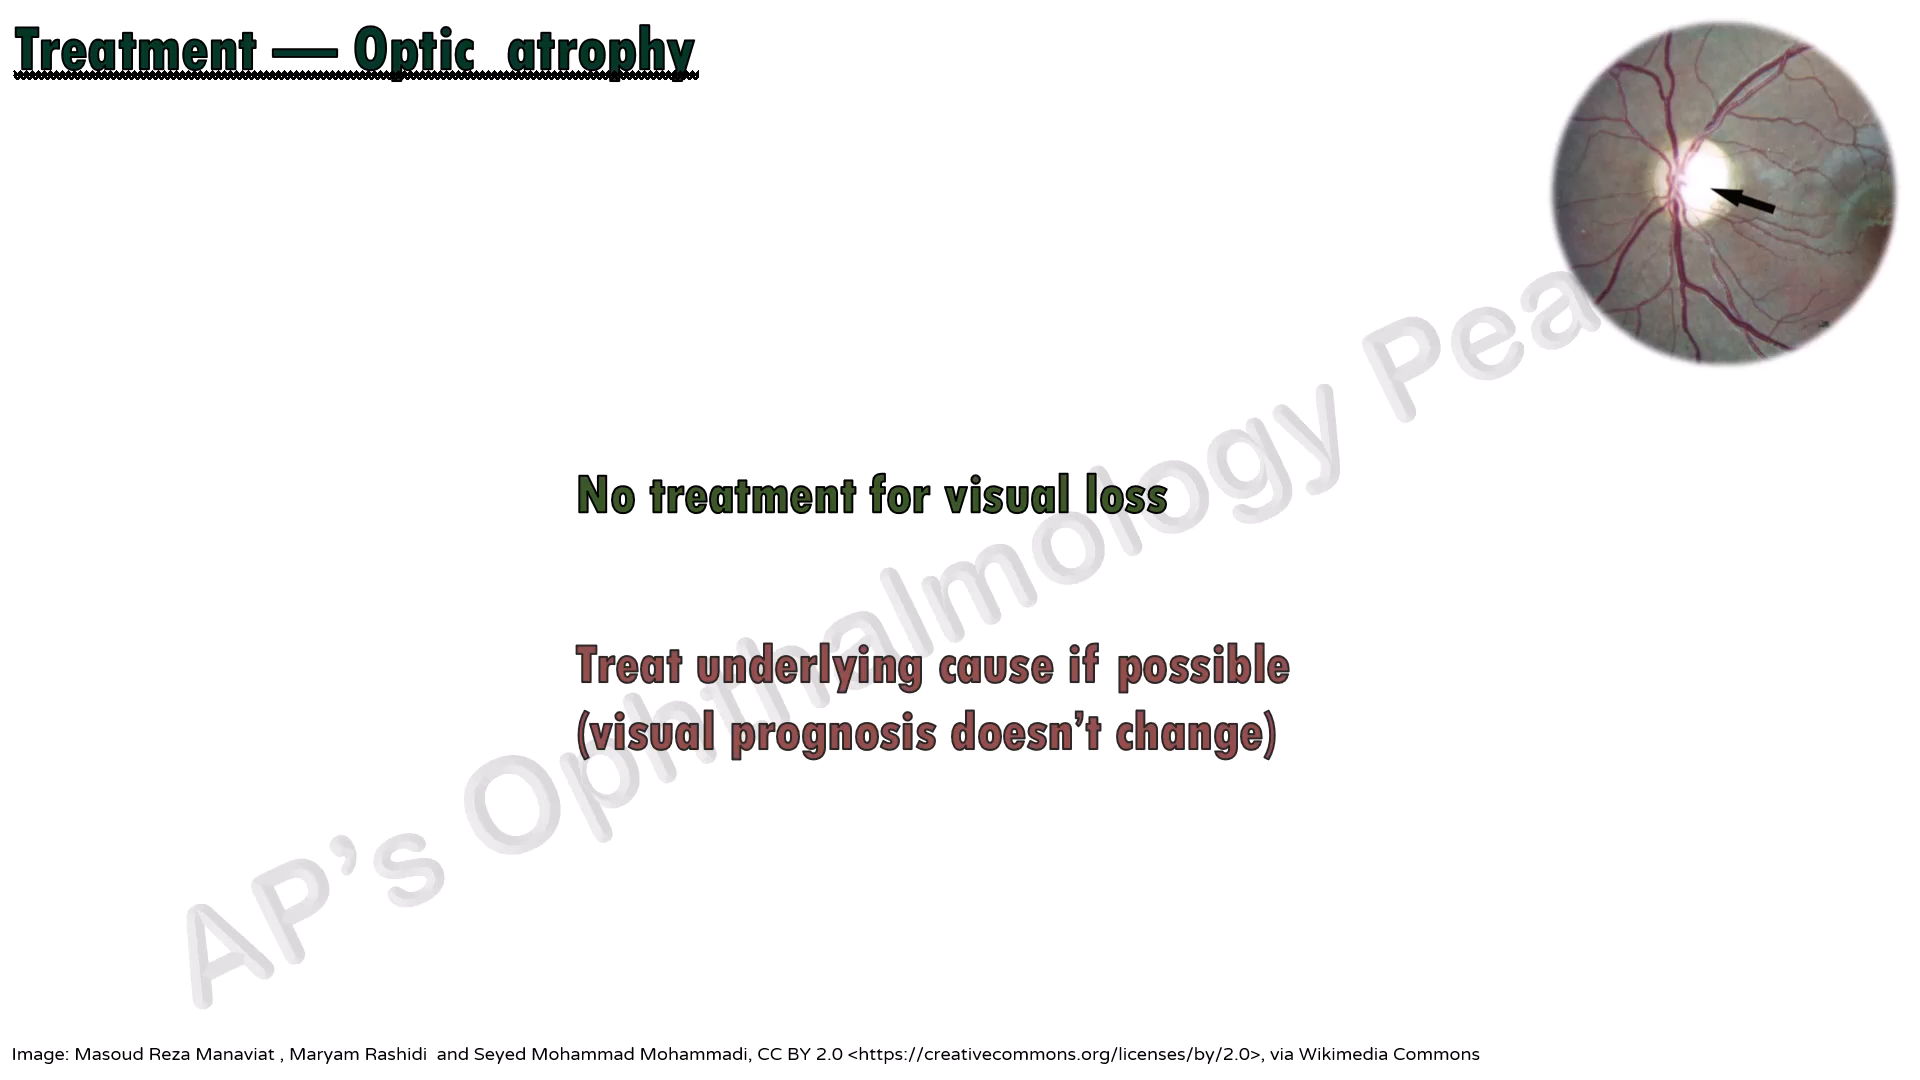 Treatment — Optic atrophy
No treatment for visual loss
Treat underlying cause if possible
(visual prognosis doesn’t change)
AP’s Ophthalmology
Image: Masoud Reza Manaviat , Maryam Rashidi and Seyed Mohammad Mohammadi, CC BY 2.0 <https://creativecommons.org/licenses/by/2.0>, via Wikimedia Commons